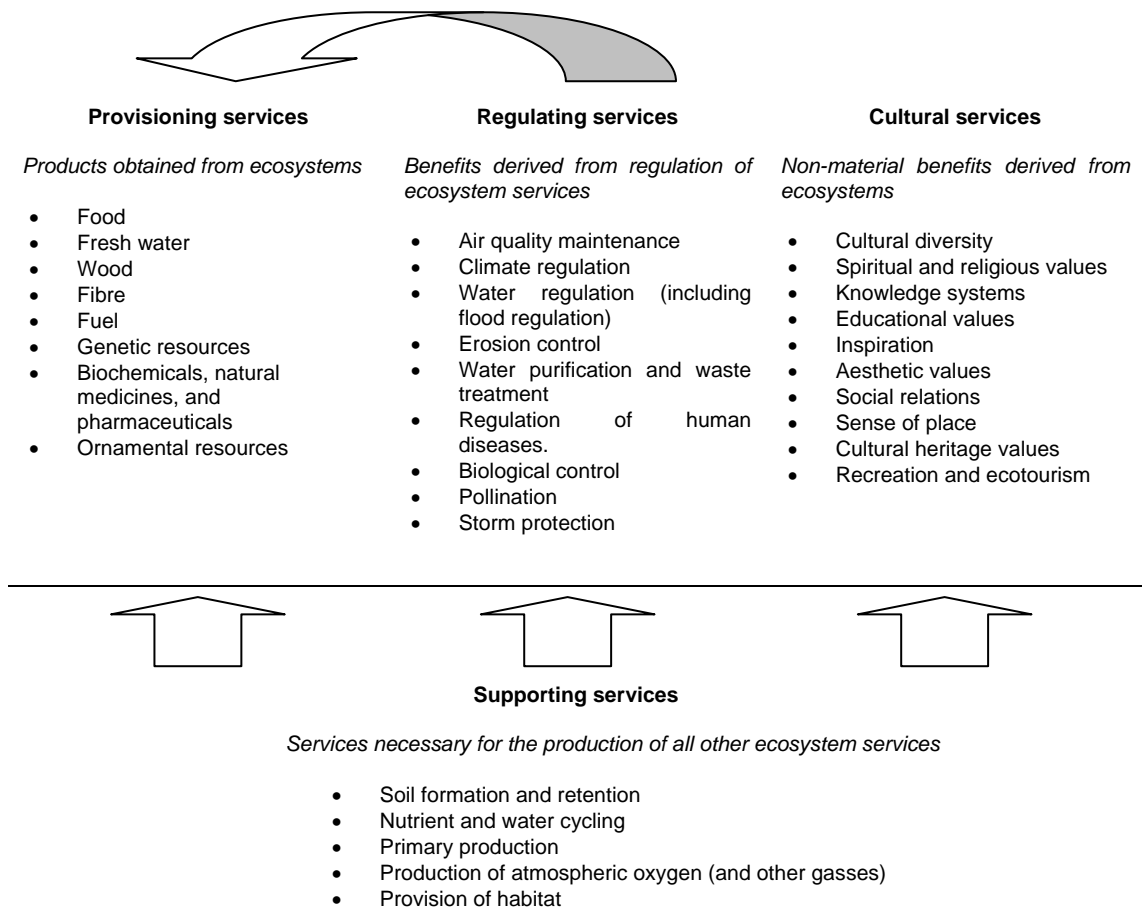 Provisioning services
Products obtained from ecosystems
• Food
• Fresh water
• Wood
• Fibre
• Fuel
• Genetic resources
• Biochemicals, natural
medicines, and
pharmaceuticals
• Ornamental resources
Regulating services
Benefits derived from regulation of
ecosystem services
• Air quality maintenance
• Climate regulation
• Water regulation (including
flood regulation)
• Erosion control
• Water purification and waste
treatment
• Regulation of human
diseases.
• Biological control
• Pollination
• Storm protection
Cultural services
Non-material benefits derived from
ecosystems
• Cultural diversity
• Spiritual and religious values
• Knowledge systems
• Educational values
• Inspiration
• Aesthetic values
• Social relations
• Sense of place
• Cultural heritage values
• Recreation and ecotourism
Supporting services
Services necessary for the production of all other ecosystem services
• Soil formation and retention
• Nutrient and water cycling
• Primary production
• Production of atmospheric oxygen (and other gasses)
• Provision of habitat